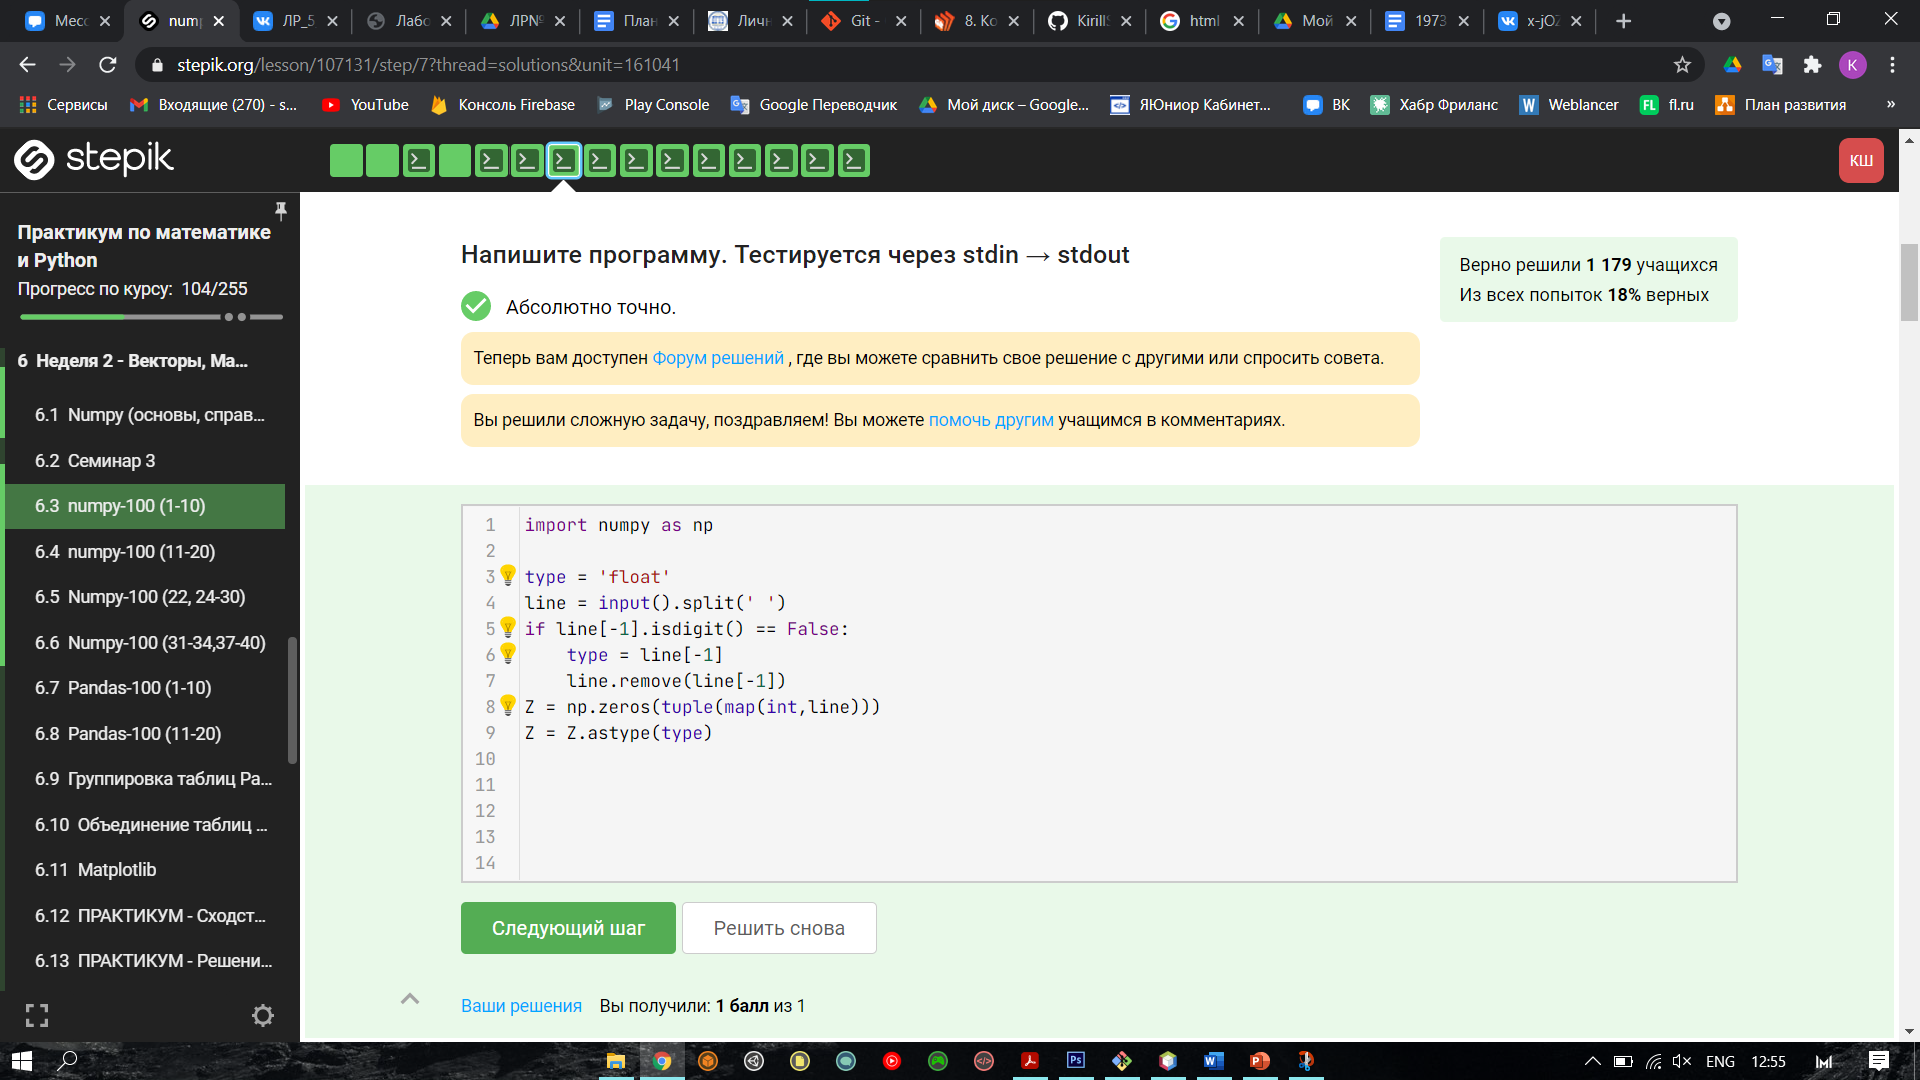 Месс
num
ЛР_5
Лабо
ЛР№
План
Личн
Git -
8. Ко
KirillS
html
Мой
1973
x-jOZ
stepik.org/lesson/107131/step/7?thread=solutions&unit=161041
K
Сервисы
Входящие (270) - s...
YouTube
Консоль Firebase
Play Console
Google Переводчик
Мой диск – Google...
ЯЮниор Кабинет...
ВК
Хабр Фриланс
Weblancer
fl.ru
План развития
»
stepik
КШ
Практикум по математике
и Python
Прогресс по курсу: 104/255
6 Неделя 2 - Векторы, Ма...
6.1 Numpy (основы, справ...
6.2 Семинар 3
6.3 numpy-100 (1-10)
6.4 numpy-100 (11-20)
6.5 Numpy-100 (22, 24-30)
6.6 Numpy-100 (31-34,37-40)
6.7 Pandas-100 (1-10)
6.8 Pandas-100 (11-20)
6.9 Группировка таблиц Pa...
6.10 Объединение таблиц ...
6.11 Matplotlib
6.12 ПРАКТИКУМ - Сходст...
6.13 ПРАКТИКУМ - Решени...
Напишите программу. Тестируется через stdin → stdout
Абсолютно точно.
Теперь вам доступен Форум решений , где вы можете сравнить свое решение с другими или спросить совета.
Вы решили сложную задачу, поздравляем! Вы можете помочь другим учащимся в комментариях.
Верно решили 1 179 учащихся
Из всех попыток 18% верных
1 import numpy as np
2
3 type = 'float'
4 line = input().split(' ')
5 if line[-1].isdigit() == False:
6     type = line[-1]
7     line.remove(line[-1])
8 Z = np.zeros(tuple(map(int,line)))
9 Z = Z.astype(type)
10
11
12
13
14
Следующий шаг
Решить снова
Ваши решения Вы получили: 1 балл из 1
ENG
12:55